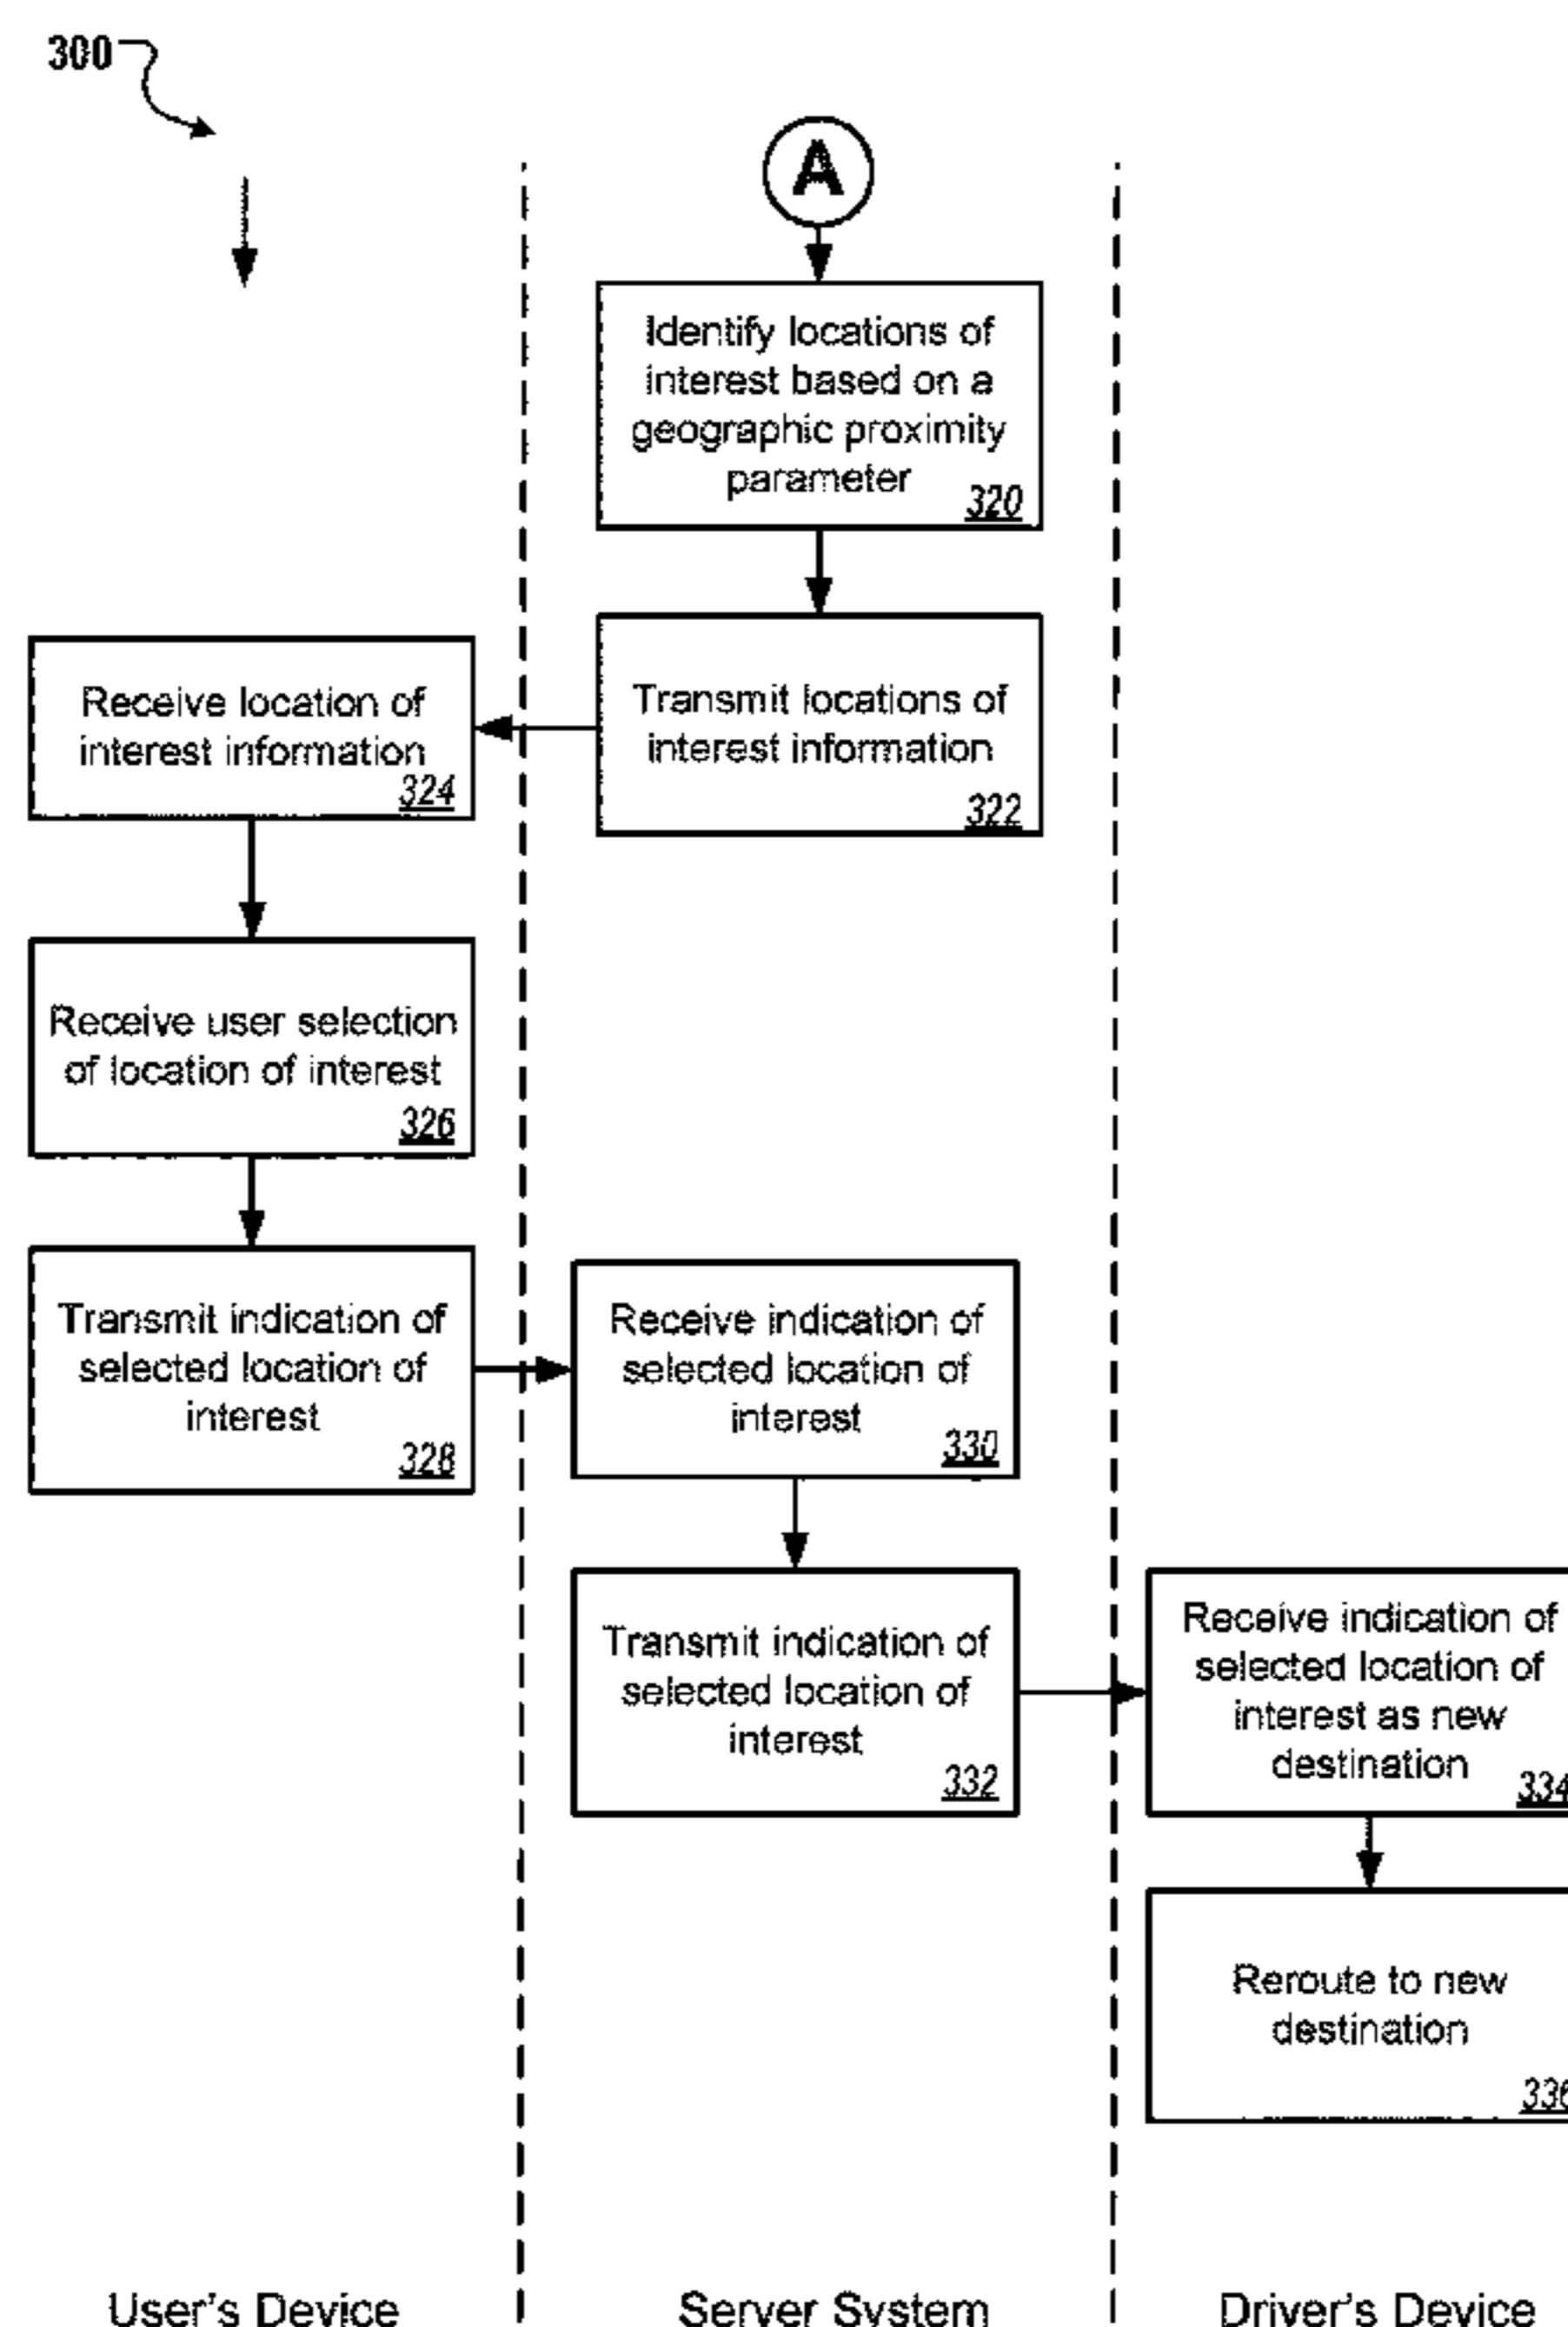 300
A
Identify locations of
interest based on a
geographic proximity
parameter
320
Transmit locations of
interest information
322
Receive location of
interest information
324
Receive user selection
of location of interest
326
Transmit indication of
selected location of
interest
328
Receive indication of
selected location of
interest
330
Transmit indication of
selected location of
interest
332
Receive indication of
selected location of
interest as new
destination
334
Reroute to new
destination
336
User's Device
Server System
Driver's Device